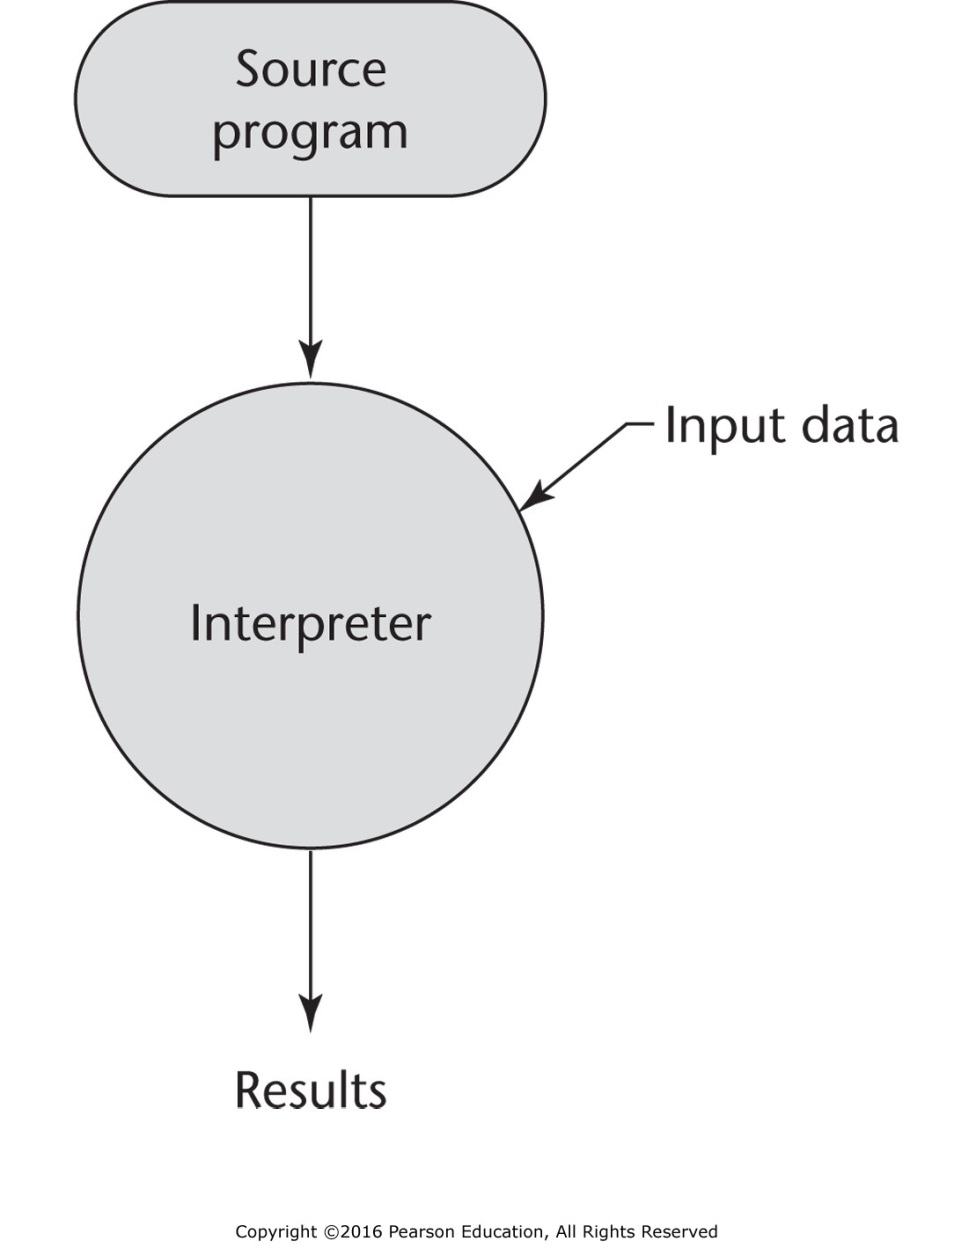 Source
program
Input data
Interpreter
Results
Copyright ©2016 Pearson Education, All Rights Reserved